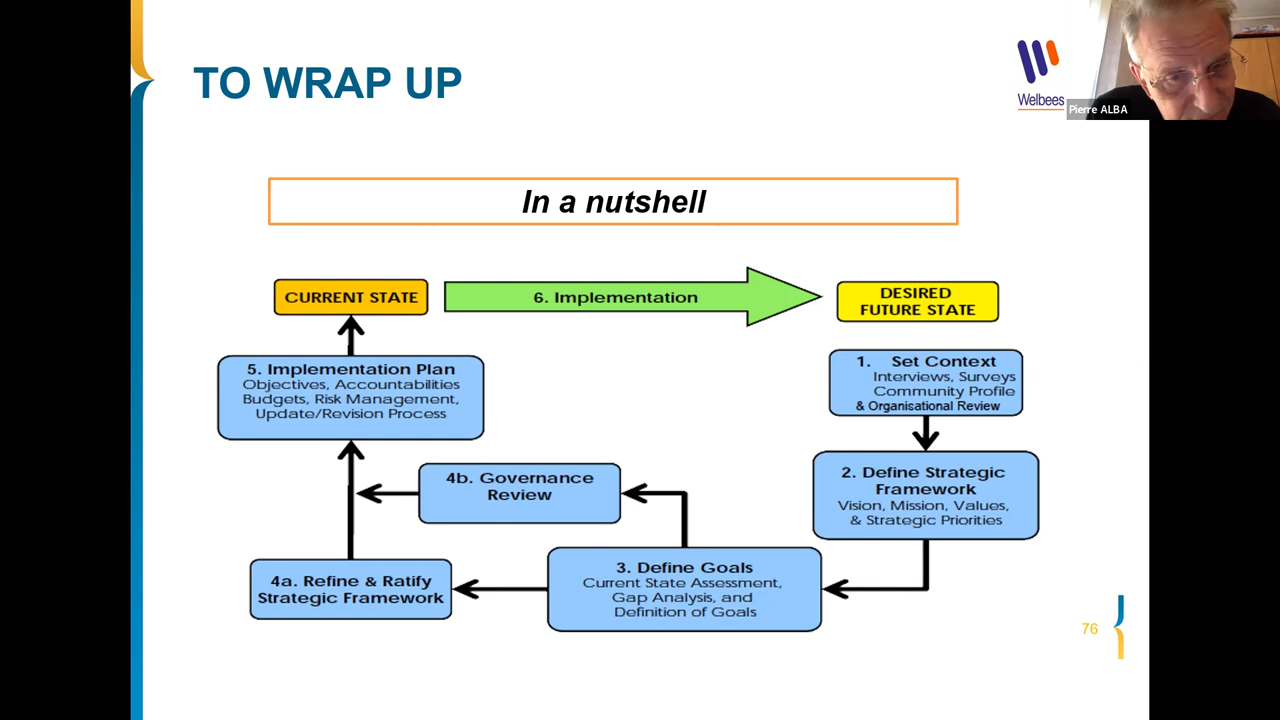 TO WRAP UP
Welbees
Pierre ALBA
In a nutshell
CURRENT STATE
6. Implementation
DESIRED
FUTURE STATE
1. Set Context
Interviews, Surveys
Community Profile
& Organisational Review
5. Implementation Plan
Objectives, Accountabilities
Budgets, Risk Management,
Update/Revision Process
2. Define Strategic
Framework
Vision, Mission, Values,
& Strategic Priorities
4b. Governance
Review
3. Define Goals
Current State Assessment,
Gap Analysis, and
Definition of Goals
4a. Refine & Ratify
Strategic Framework
76